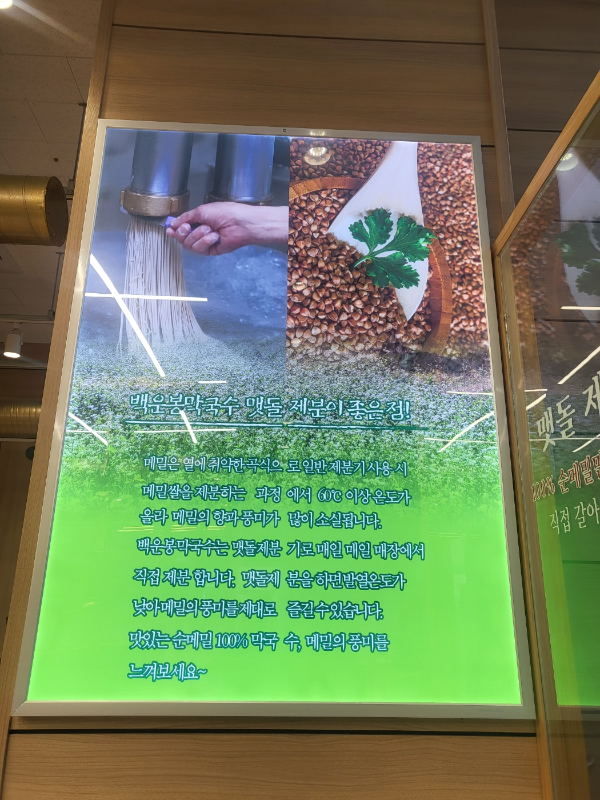 백운봉막국수 맷돌 제분이 좋은 점!
메밀은 열에 취약한 곡식으 로 일반 제분기 사용 시
메밀쌀을 제분하는 과정 에서 60℃ 이상 온도가
올라 메밀의 향과 풍미가 많이 소실됩니다.
백운봉막국수는 맷돌제분 기로 매일 매일 매장에서
직접 제분 합니다. 맷돌제 분을 하면 발열온도가
낮아 메밀의 풍미를 제대로 즐길 수 있습니다.
맛있는 순메밀 100% 막국 수, 메밀의 풍미를
느껴보세요~
맷돌 제
100% 순메밀
직접 갈아